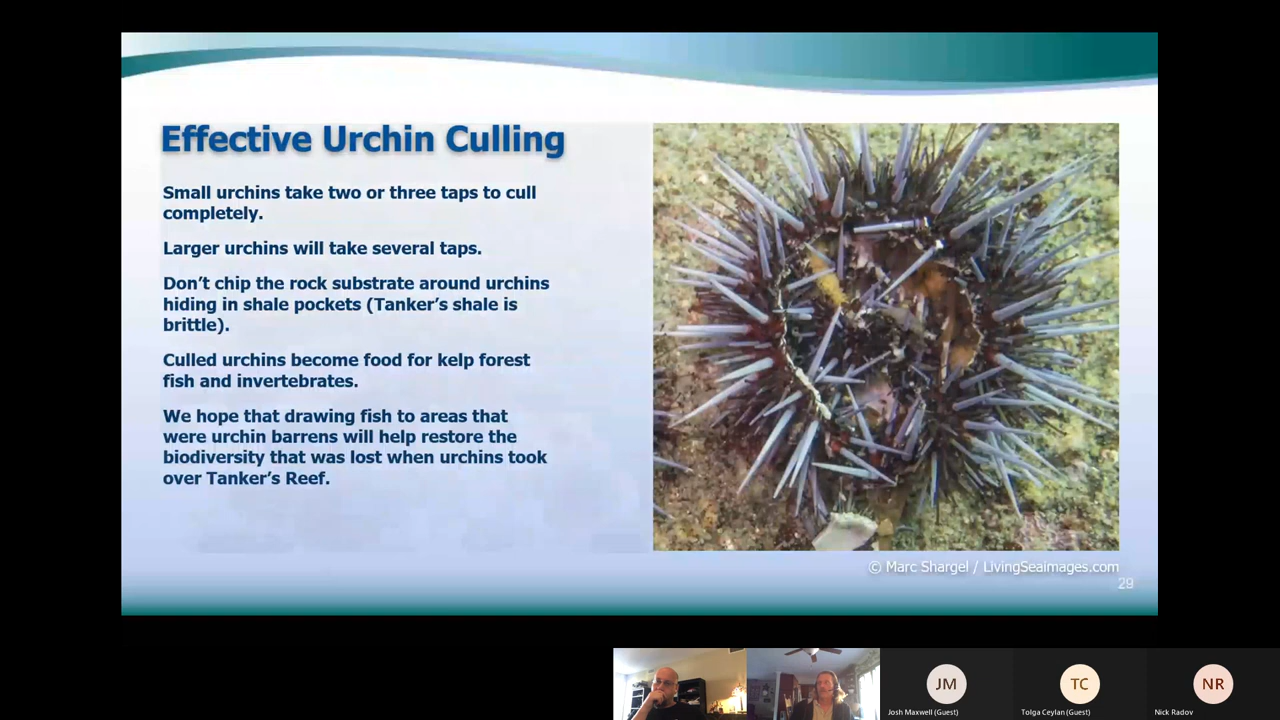 Effective Urchin Culling
Small urchins take two or three taps to cull
completely.
Larger urchins will take several taps.
Don’t chip the rock substrate around urchins
hiding in shale pockets (Tanker’s shale is
brittle).
Culled urchins become food for kelp forest
fish and invertebrates.
We hope that drawing fish to areas that
were urchin barrens will help restore the
biodiversity that was lost when urchins took
over Tanker’s Reef.
© Marc Shargel / LivingSeaimages.com
29
JM
TC
NR
Josh Maxwell (Guest)
Tolga Ceylan (Guest)
Nick Radov